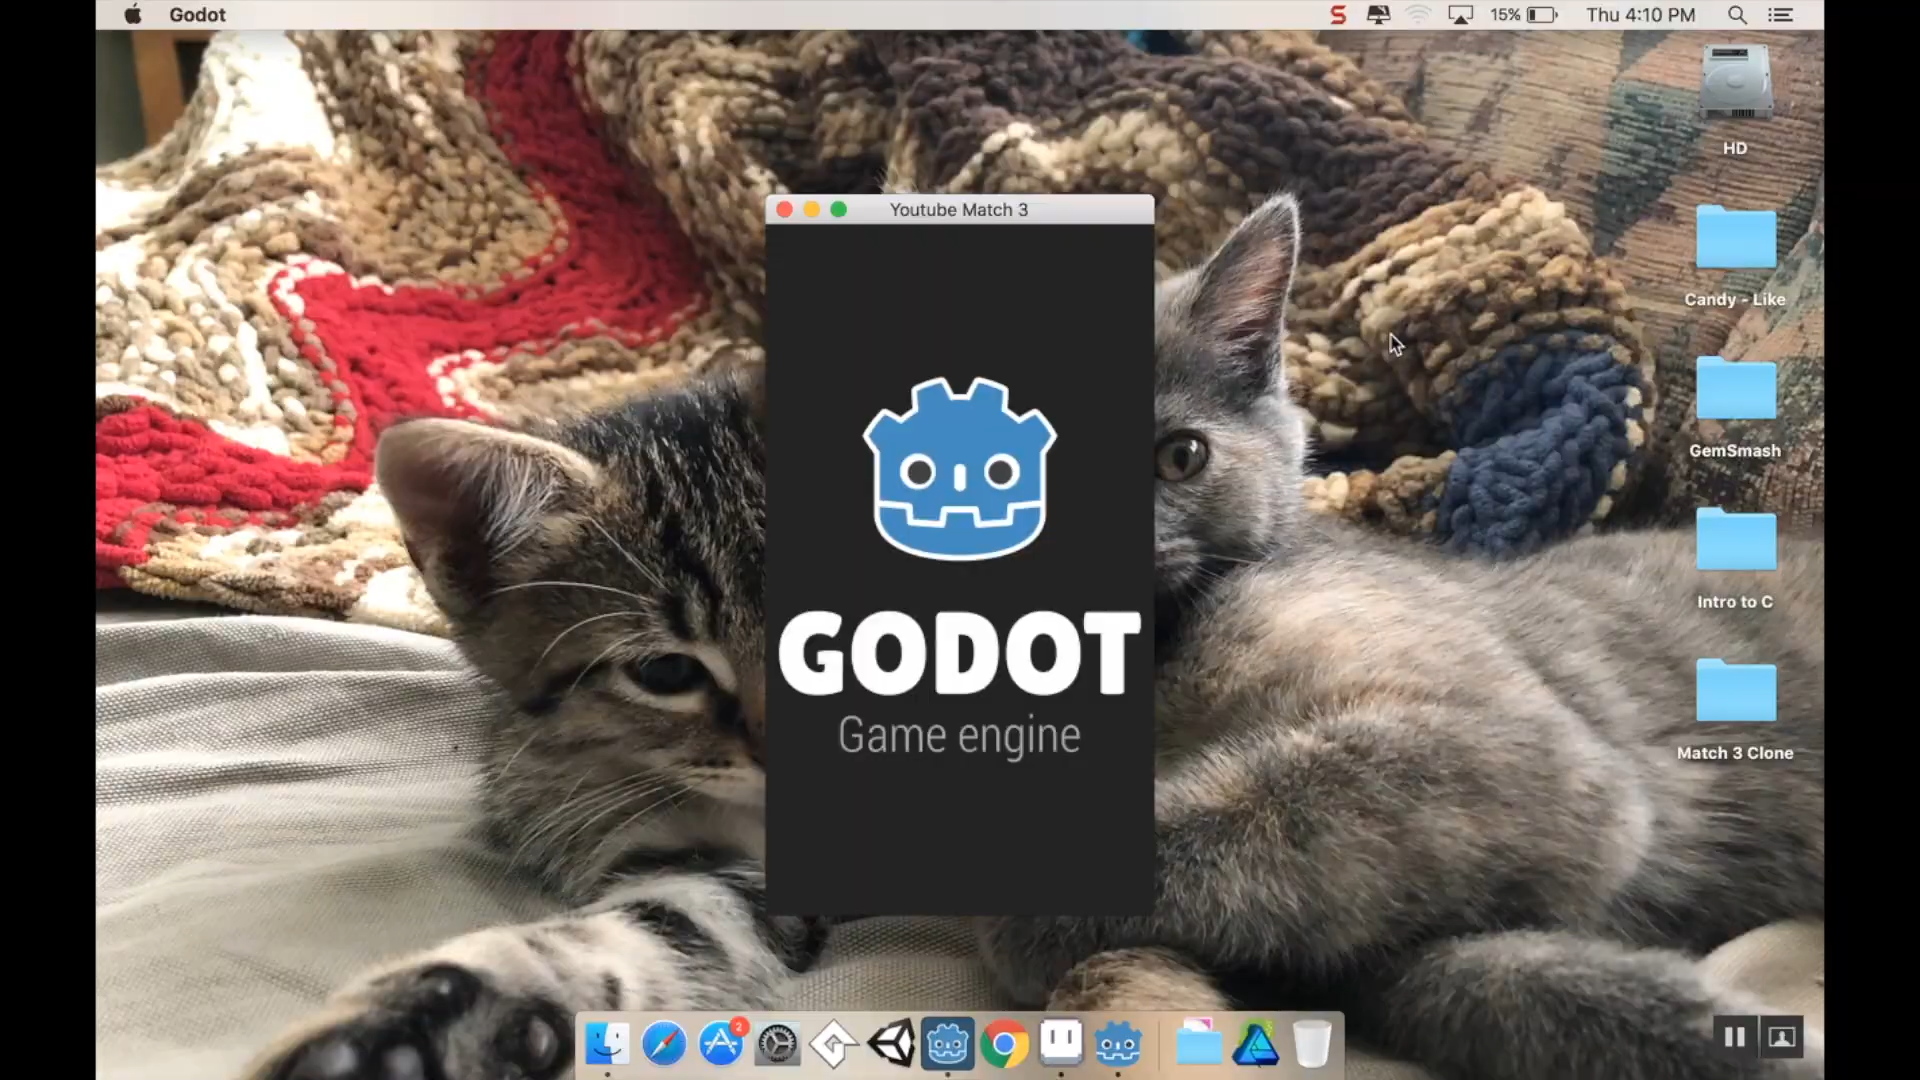 Godot
15%
Thu 4:10 PM
HD
Youtube Match 3
Candy - Like
GemSmash
GODOT
Game engine
Intro to C
Match 3 Clone
2